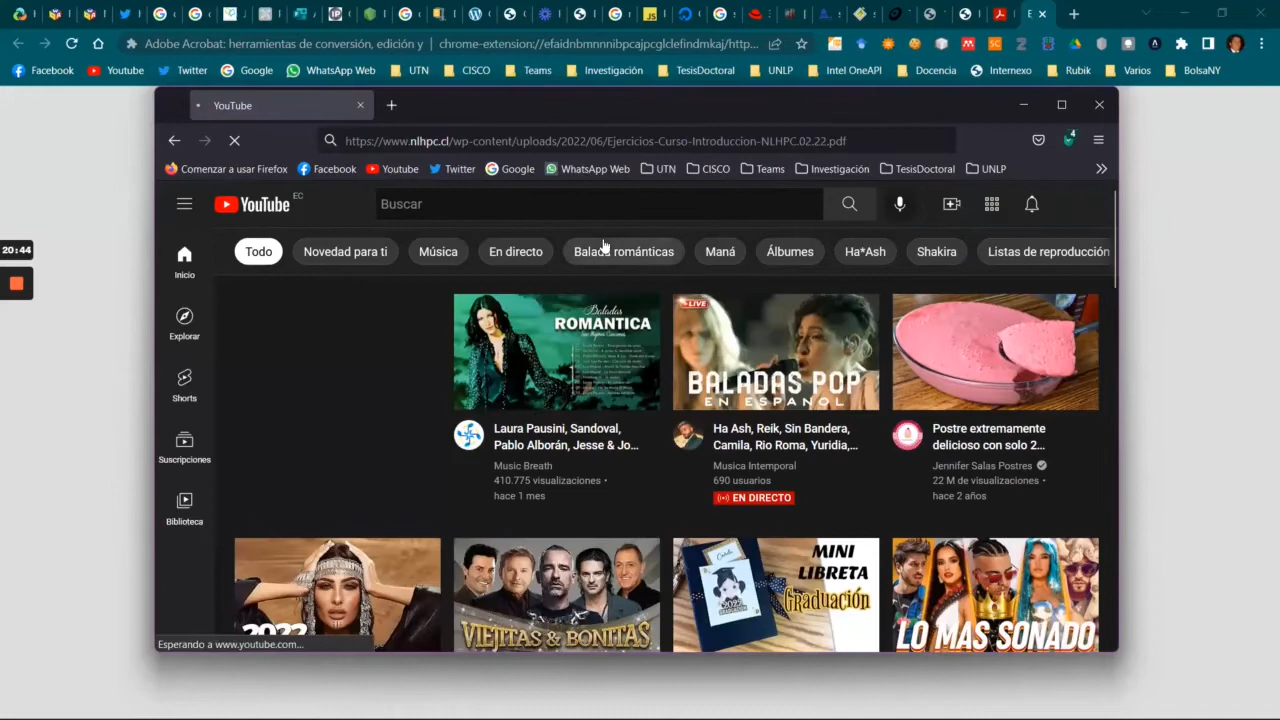 Adobe Acrobat: herramientas de conversión, edición y | chrome-extension://efaidnbmnnnibpcajpcglclefindmkaj/http...
Facebook Youtube Twitter Google WhatsApp Web UTN CISCO Teams Investigación TesisDoctoral UNLP Intel OneAPI Docencia Internexo Rubik Varios BolsaNY
YouTube
https://www.nlhpc.cl/wp-content/uploads/2022/06/Ejercicios-Curso-Introduccion-NLHPC.02.22.pdf
4
Comenzar a usar Firefox Facebook Youtube Twitter Google WhatsApp Web UTN CISCO Teams Investigación TesisDoctoral UNLP
YouTube EC
Buscar
20:44
Todo Novedad para ti Música En directo Baladas románticas Maná Álbumes Ha*Ash Shakira Listas de reproducción
Inicio
Explorar
Shorts
Suscripciones
Biblioteca
Baladas
ROMANTICA
LIVE
BALADAS POP
EN ESPAÑOL
Laura Pausini, Sandoval,
Pablo Alborán, Jesse & Jo...
Music Breath
410.775 visualizaciones •
hace 1 mes
Ha Ash, Reik, Sin Bandera,
Camila, Rio Roma, Yuridia,...
Musica Intemporal
690 usuarios
EN DIRECTO
Postre extremamente
delicioso con solo 2...
Jennifer Salas Postres
22 M de visualizaciones •
hace 2 años
2022
VIEJITAS & BONITAS
MINI
LIBRETA
Graduación
LO MAS SONADO
Esperando a www.youtube.com...